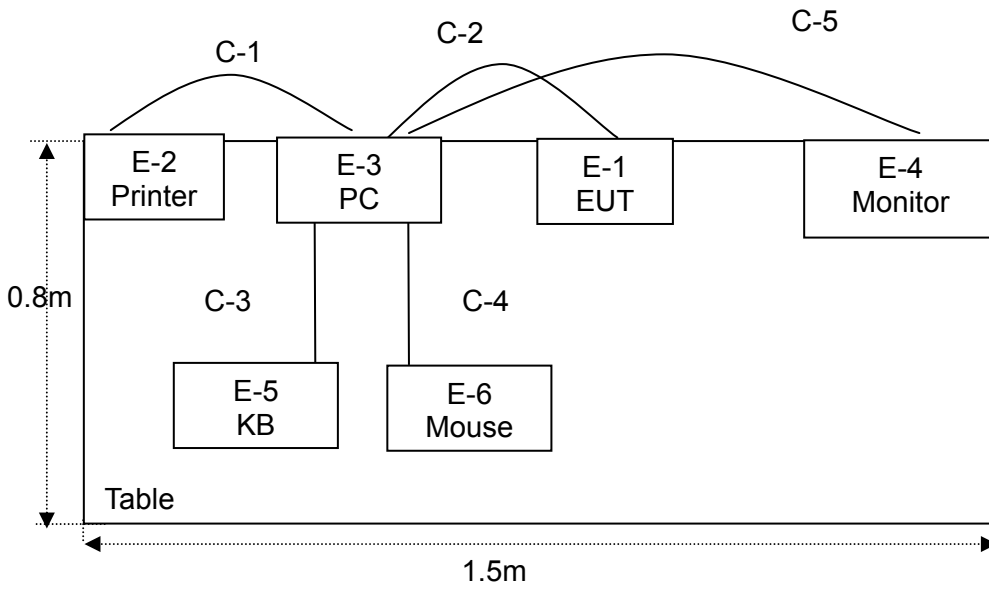 C-1
C-2
C-5
E-2
Printer
E-3
PC
E-1
EUT
E-4
Monitor
0.8m
C-3
C-4
E-5
KB
E-6
Mouse
Table
1.5m